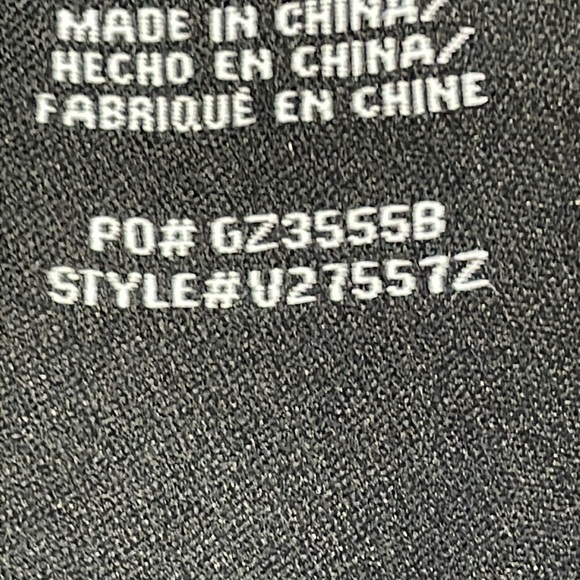 MADE IN CHINA/
HECHO EN CHINA/
FABRIQUÉ EN CHINE
PO# GZ3555B
STYLE#V27557Z